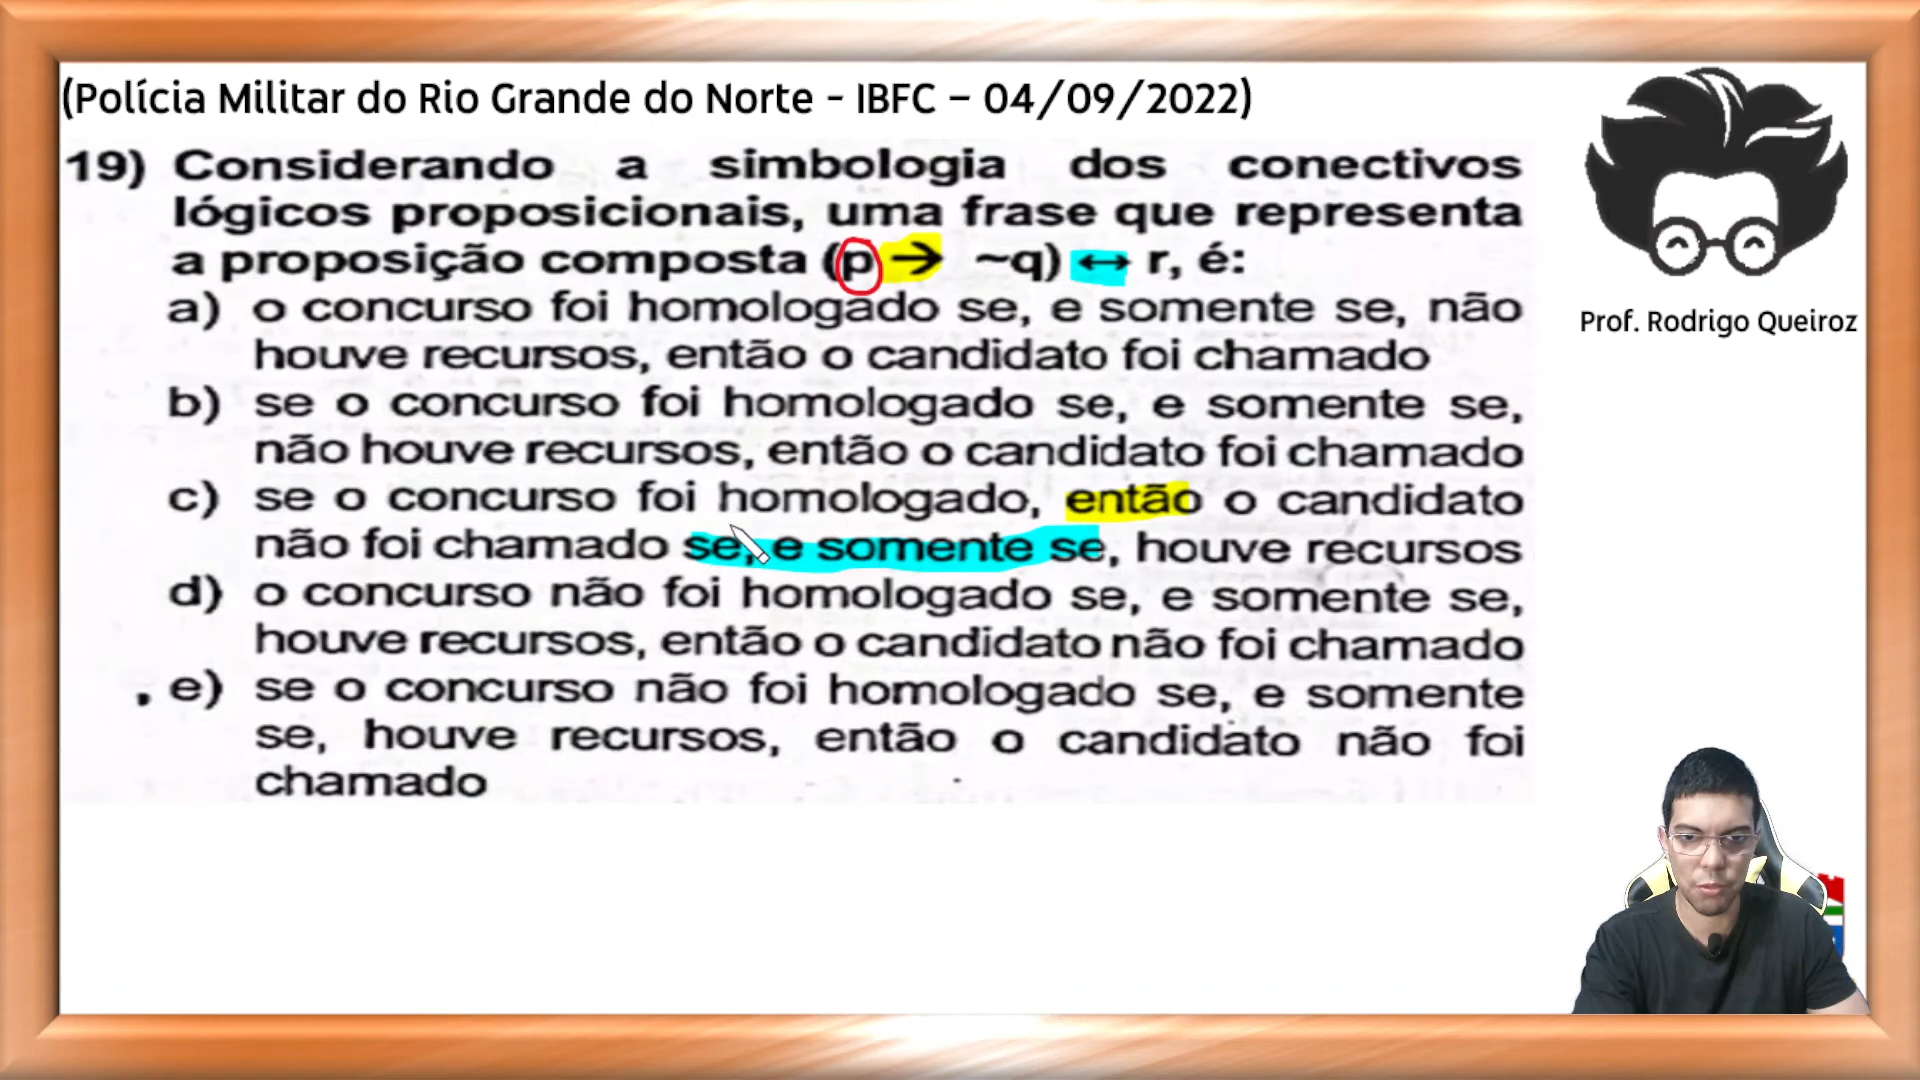 (Polícia Militar do Rio Grande do Norte - IBFC – 04/09/2022)
19) Considerando a simbologia dos conectivos
lógicos proposicionais, uma frase que representa
a proposição composta (p → ~q) ↔ r, é:
a) o concurso foi homologado se, e somente se, não
houve recursos, então o candidato foi chamado
b) se o concurso foi homologado se, e somente se,
não houve recursos, então o candidato foi chamado
c) se o concurso foi homologado, então o candidato
não foi chamado se, e somente se, houve recursos
d) o concurso não foi homologado se, e somente se,
houve recursos, então o candidato não foi chamado
e) se o concurso não foi homologado se, e somente
se, houve recursos, então o candidato não foi
chamado
Prof. Rodrigo Queiroz